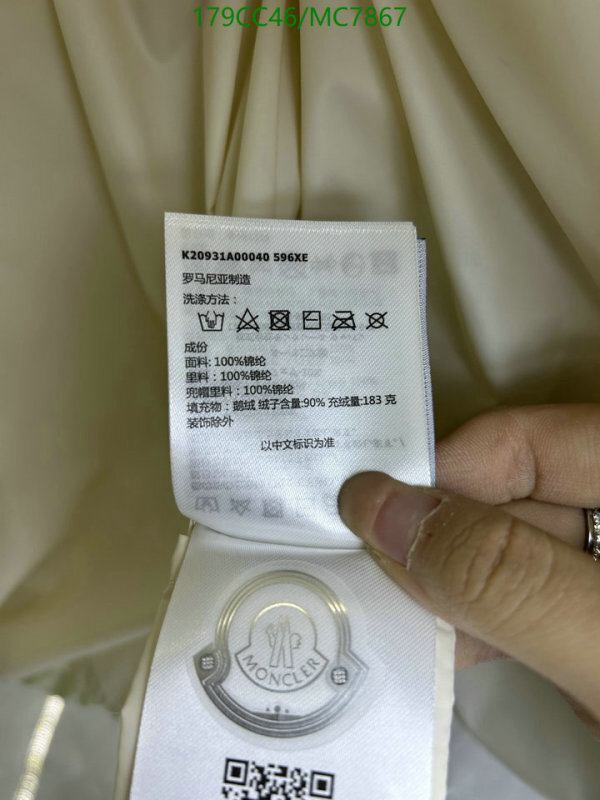 179CC46/MC7867
K20931A00040 596XE
罗马尼亚制造
洗涤方法：
成份
面料: 100%锦纶
里料：100%锦纶
兜帽里料：100%锦纶
填充物：鹅绒 绒子含量:90% 充绒量:183 克
装饰除外
以中文标识为准
MONCLER